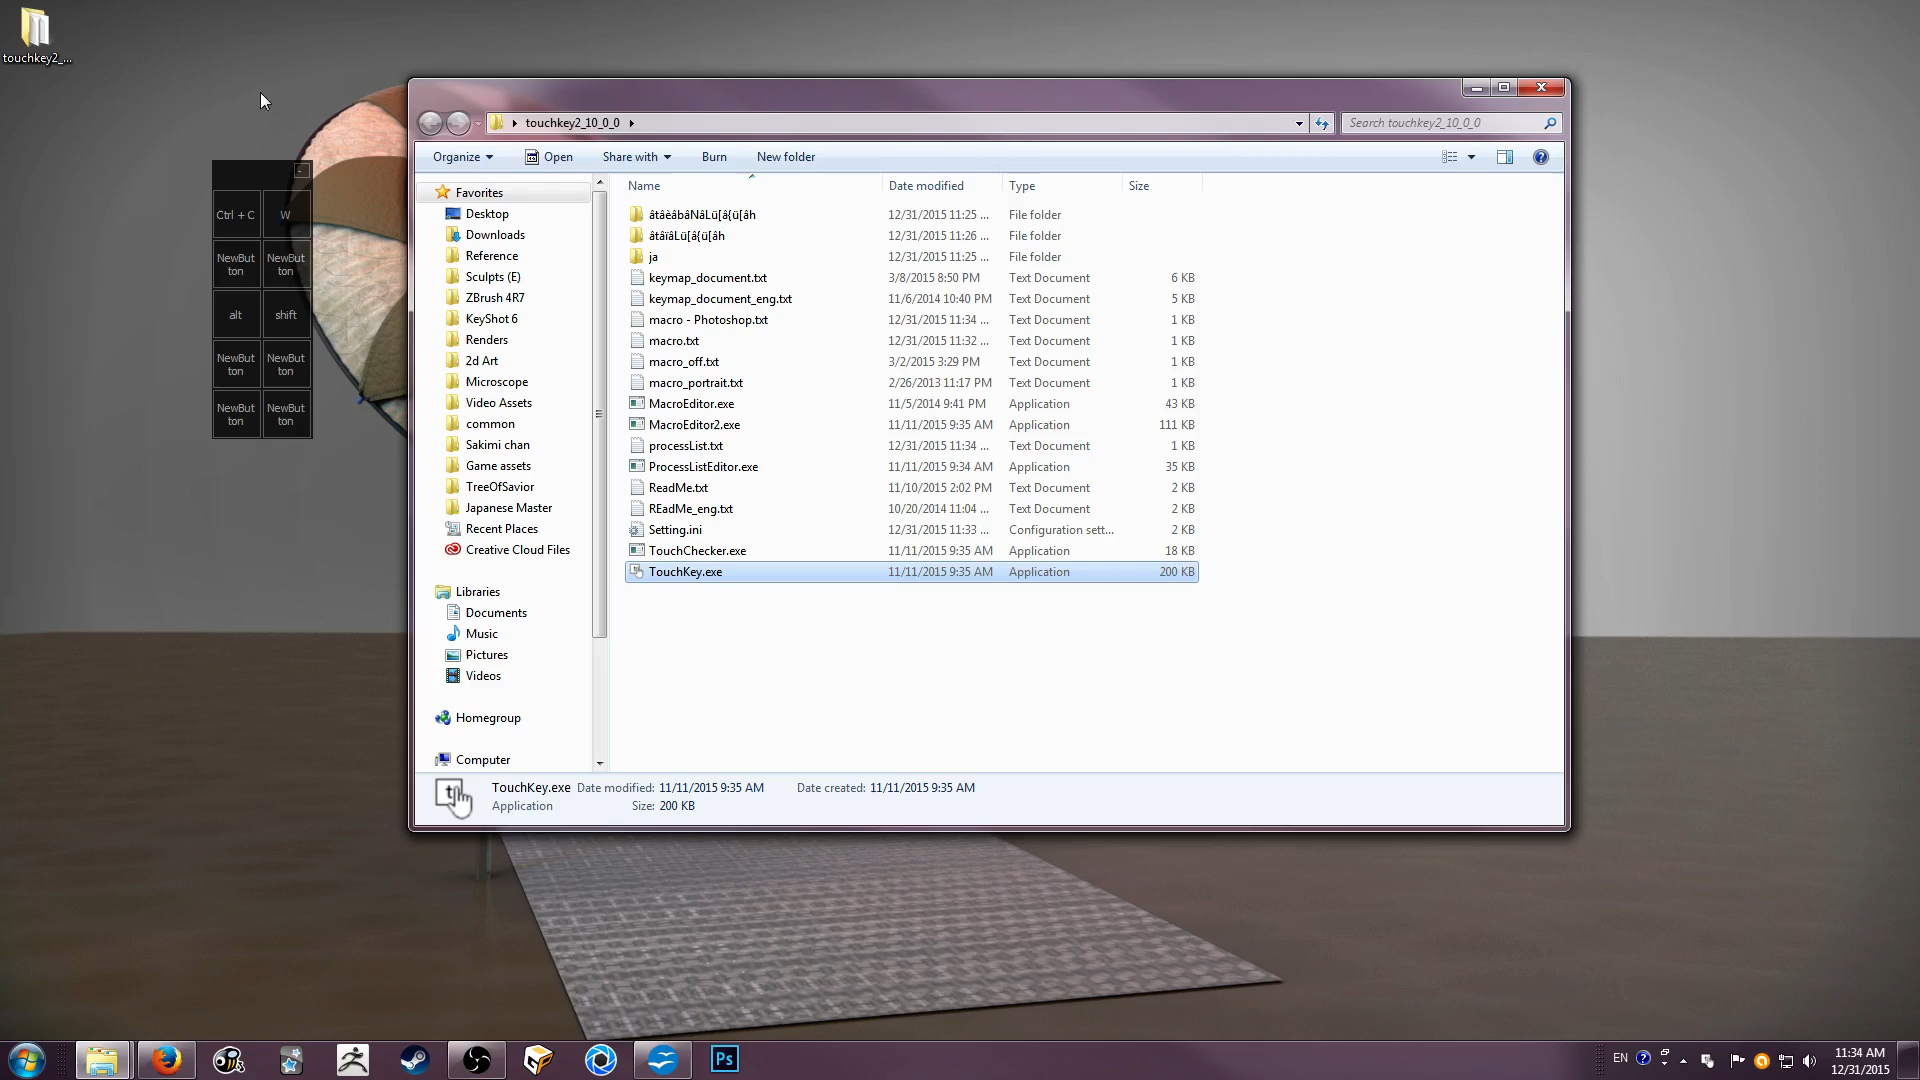 touchkey2_...
-
Ctrl + C
W
NewBut
ton
NewBut
ton
alt
shift
NewBut
ton
NewBut
ton
NewBut
ton
NewBut
ton
touchkey2_10_0_0
Search touchkey2_10_0_0
Organize Open Share with Burn New folder
Favorites
Desktop
Downloads
Reference
Sculpts (E)
ZBrush 4R7
KeyShot 6
Renders
2d Art
Microscope
Video Assets
common
Sakimi chan
Game assets
TreeOfSavior
Japanese Master
Recent Places
Creative Cloud Files
Libraries
Documents
Music
Pictures
Videos
Homegroup
Computer
Name Date modified Type Size
âtâèâbâNâLü[â{ü[âh 12/31/2015 11:25 ... File folder
âtâïâLü[â{ü[âh 12/31/2015 11:26 ... File folder
ja 12/31/2015 11:25 ... File folder
keymap_document.txt 3/8/2015 8:50 PM Text Document 6 KB
keymap_document_eng.txt 11/6/2014 10:40 PM Text Document 5 KB
macro - Photoshop.txt 12/31/2015 11:34 ... Text Document 1 KB
macro.txt 12/31/2015 11:32 ... Text Document 1 KB
macro_off.txt 3/2/2015 3:29 PM Text Document 1 KB
macro_portrait.txt 2/26/2013 11:17 PM Text Document 1 KB
MacroEditor.exe 11/5/2014 9:41 PM Application 43 KB
MacroEditor2.exe 11/11/2015 9:35 AM Application 111 KB
processList.txt 12/31/2015 11:34 ... Text Document 1 KB
ProcessListEditor.exe 11/11/2015 9:34 AM Application 35 KB
ReadMe.txt 11/10/2015 2:02 PM Text Document 2 KB
REadMe_eng.txt 10/20/2014 11:04 ... Text Document 2 KB
Setting.ini 12/31/2015 11:33 ... Configuration sett... 2 KB
TouchChecker.exe 11/11/2015 9:35 AM Application 18 KB
TouchKey.exe 11/11/2015 9:35 AM Application 200 KB
TouchKey.exe Date modified: 11/11/2015 9:35 AM Date created: 11/11/2015 9:35 AM
Application Size: 200 KB
Ps
EN
11:34 AM
12/31/2015